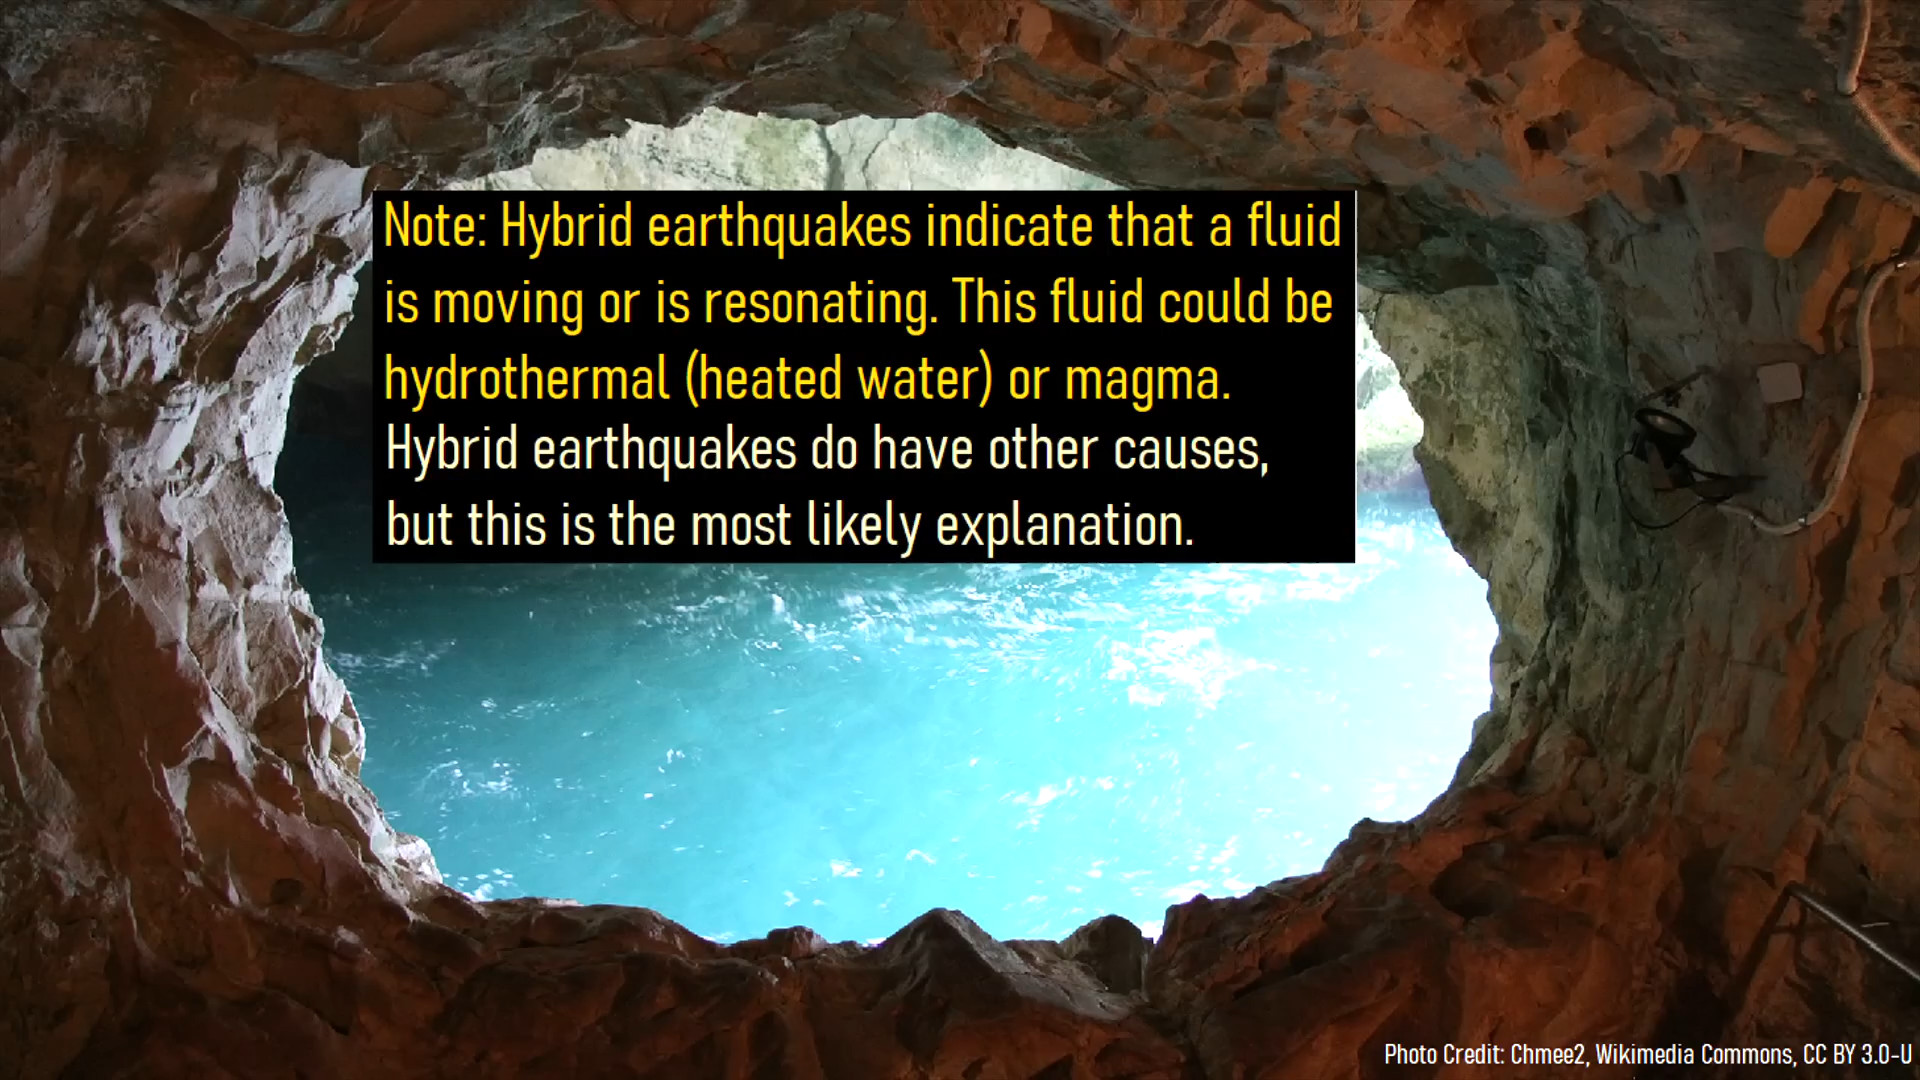 Note: Hybrid earthquakes indicate that a fluid
is moving or is resonating. This fluid could be
hydrothermal (heated water) or magma.
Hybrid earthquakes do have other causes,
but this is the most likely explanation.
Photo Credit: Chmee2, Wikimedia Commons, CC BY 3.0-U